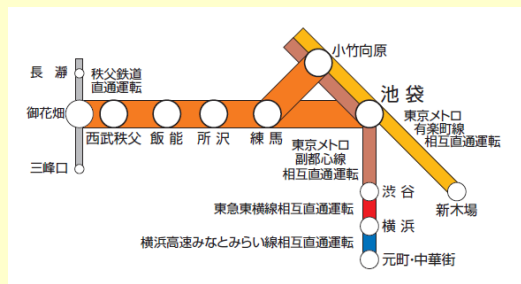 小竹向原
長瀞
秩父鉄道
直通運転
御花畑
池袋
西武秩父
飯能
所沢
練馬
東京メトロ
有楽町線
相互直通運転
東京メトロ
副都心線
相互直通運転
三峰口
渋谷
新木場
東急東横線相互直通運転
横浜
横浜高速みなとみらい線相互直通運転
元町・中華街